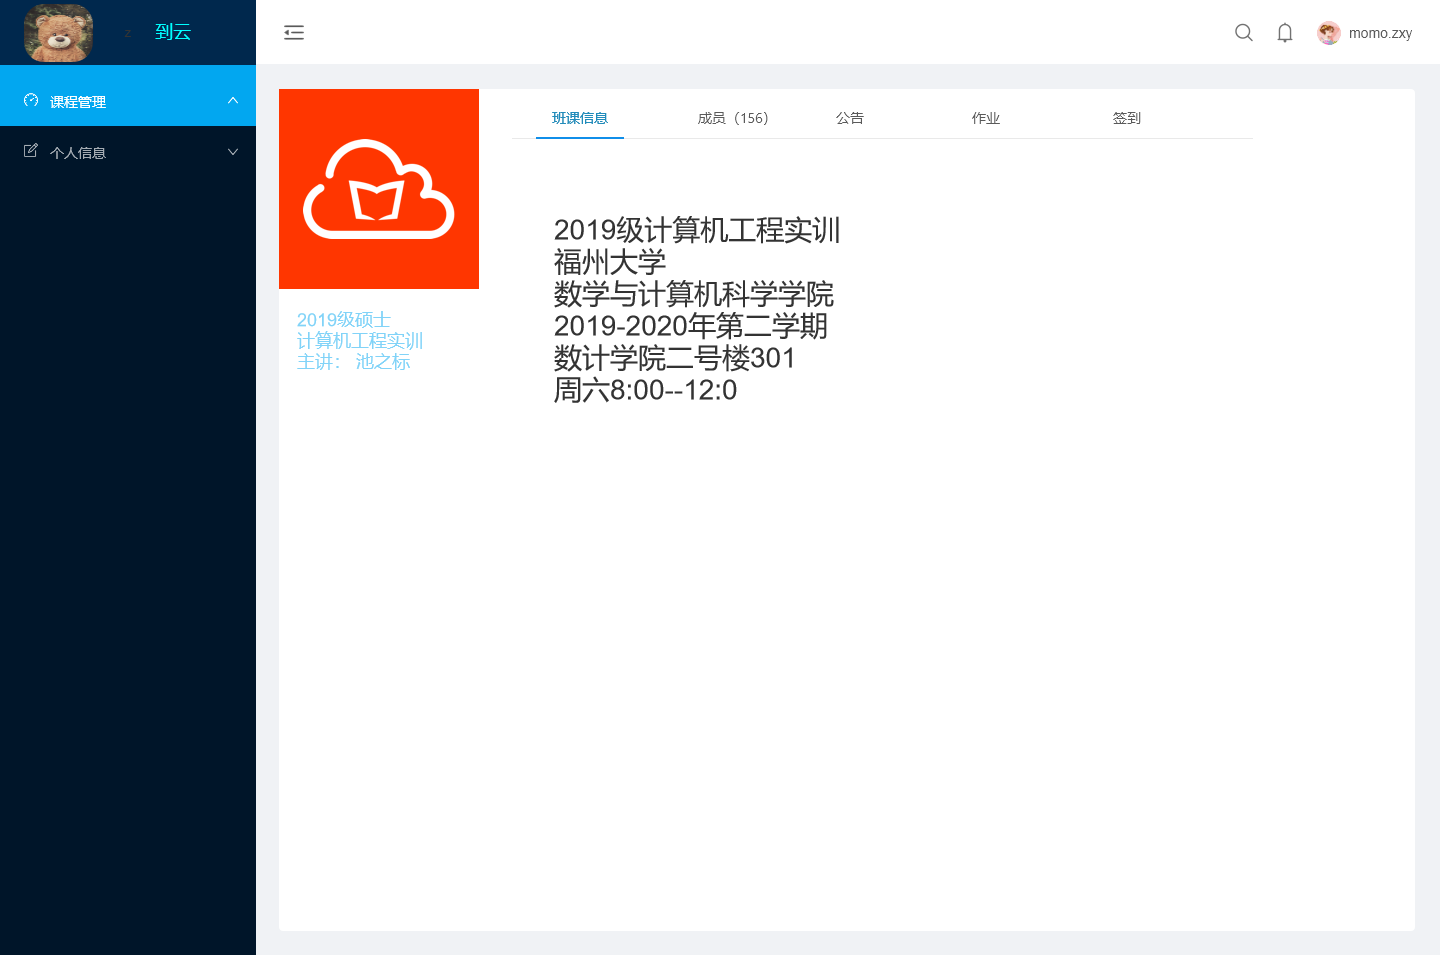 z
到云
momo.zxy
课程管理
个人信息
班课信息
成员（156）
公告
作业
签到
2019级计算机工程实训
福州大学
数学与计算机科学学院
2019-2020年第二学期
数计学院二号楼301
周六8:00--12:0
2019级硕士
计算机工程实训
主讲： 池之标